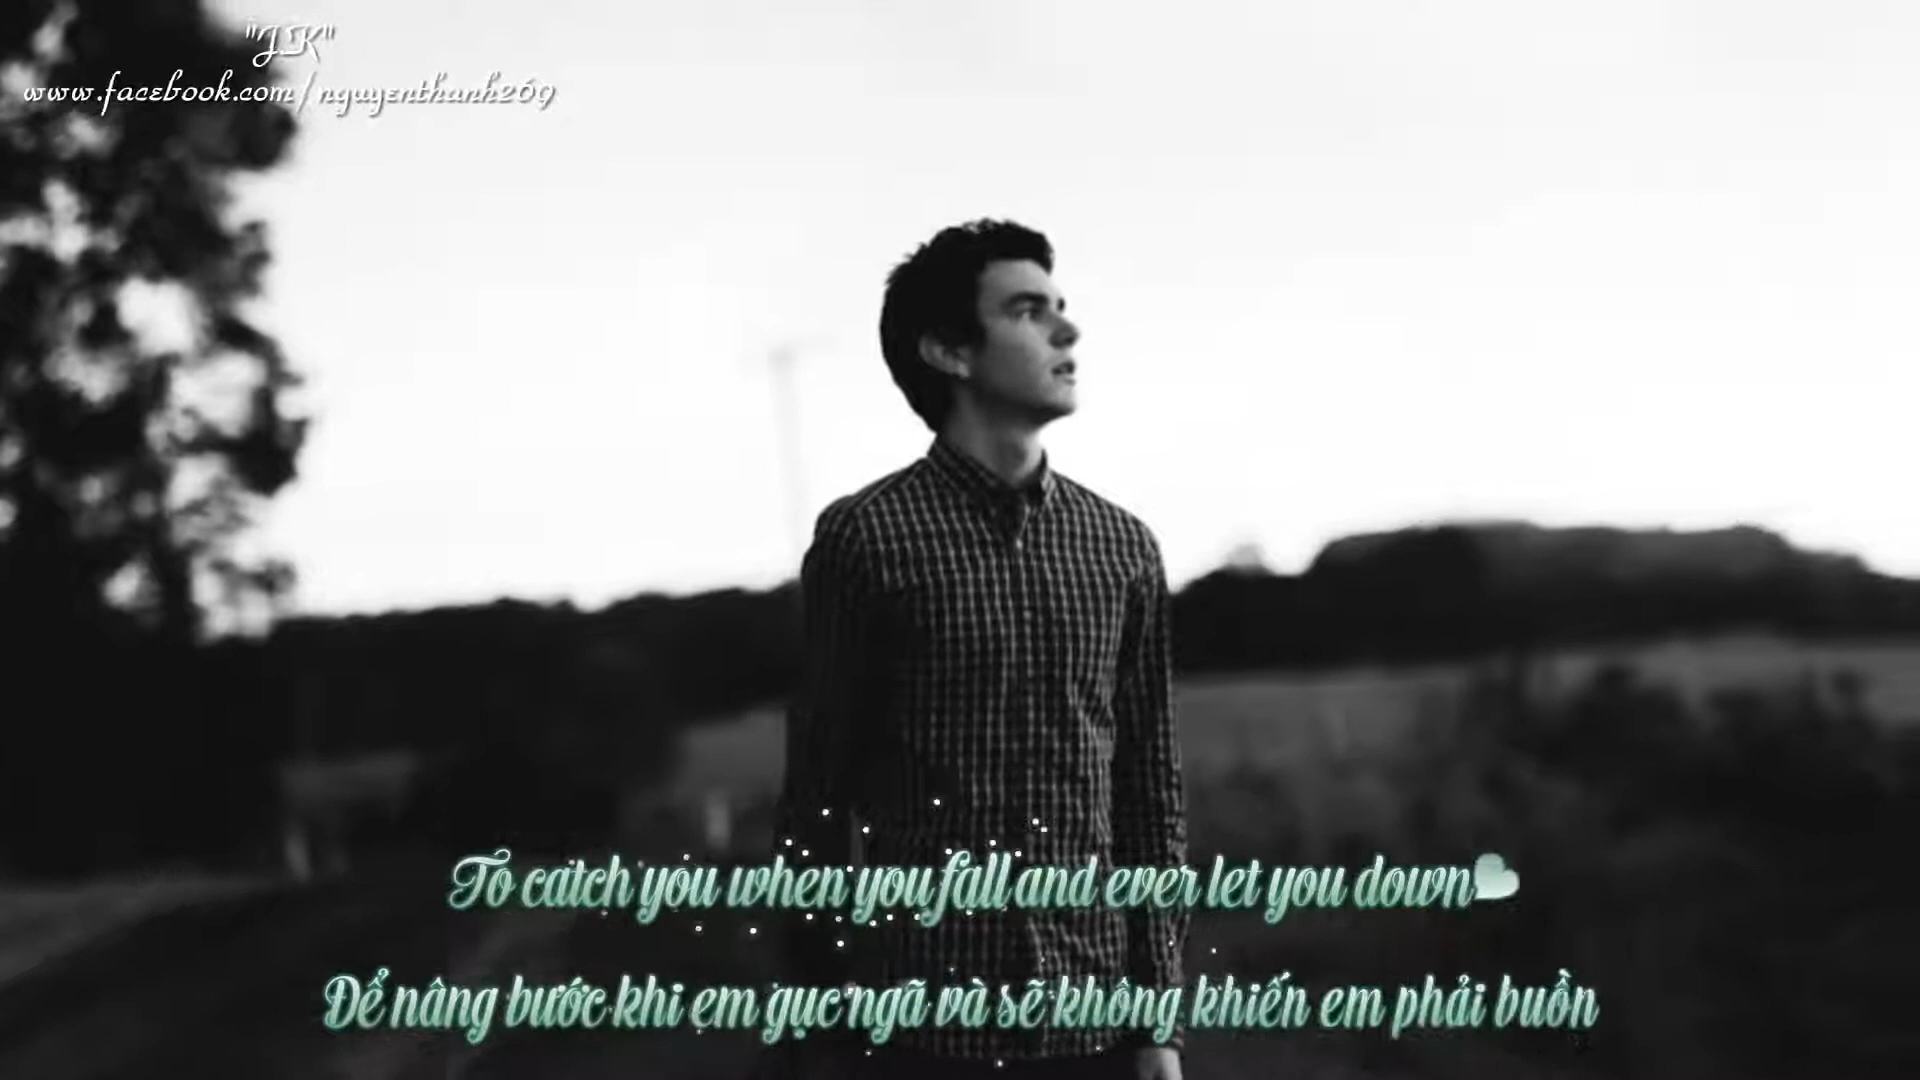 "J.K"
www.facebook.com/nguyenthanh269
To catch you when you fall and ever let you down
Để nâng bước khi em gục ngã và sẽ không khiến em phải buồn